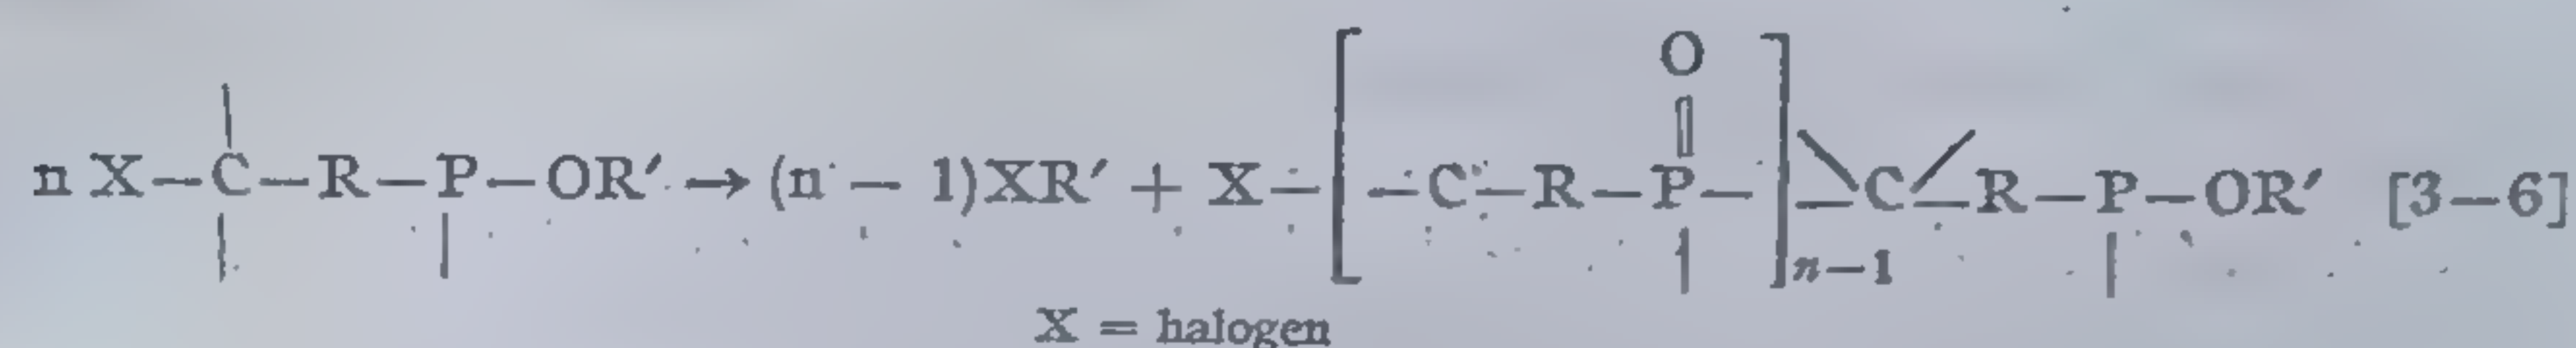 O
n X—C—R—P—OR′ → (n − 1)XR′ + X—[—C—R—P—]n−1—C—R—P—OR′ [3—6]
X = halogen